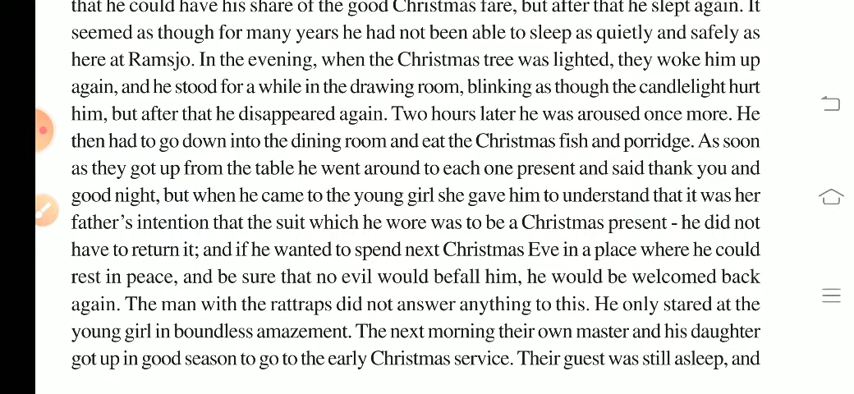 that he could have his share of the good Christmas fare, but after that he slept again. It
seemed as though for many years he had not been able to sleep as quietly and safely as
here at Ramsjo. In the evening, when the Christmas tree was lighted, they woke him up
again, and he stood for a while in the drawing room, blinking as though the candlelight hurt
him, but after that he disappeared again. Two hours later he was aroused once more. He
then had to go down into the dining room and eat the Christmas fish and porridge. As soon
as they got up from the table he went around to each one present and said thank you and
good night, but when he came to the young girl she gave him to understand that it was her
father’s intention that the suit which he wore was to be a Christmas present - he did not
have to return it; and if he wanted to spend next Christmas Eve in a place where he could
rest in peace, and be sure that no evil would befall him, he would be welcomed back
again. The man with the rattraps did not answer anything to this. He only stared at the
young girl in boundless amazement. The next morning their own master and his daughter
got up in good season to go to the early Christmas service. Their guest was still asleep, and